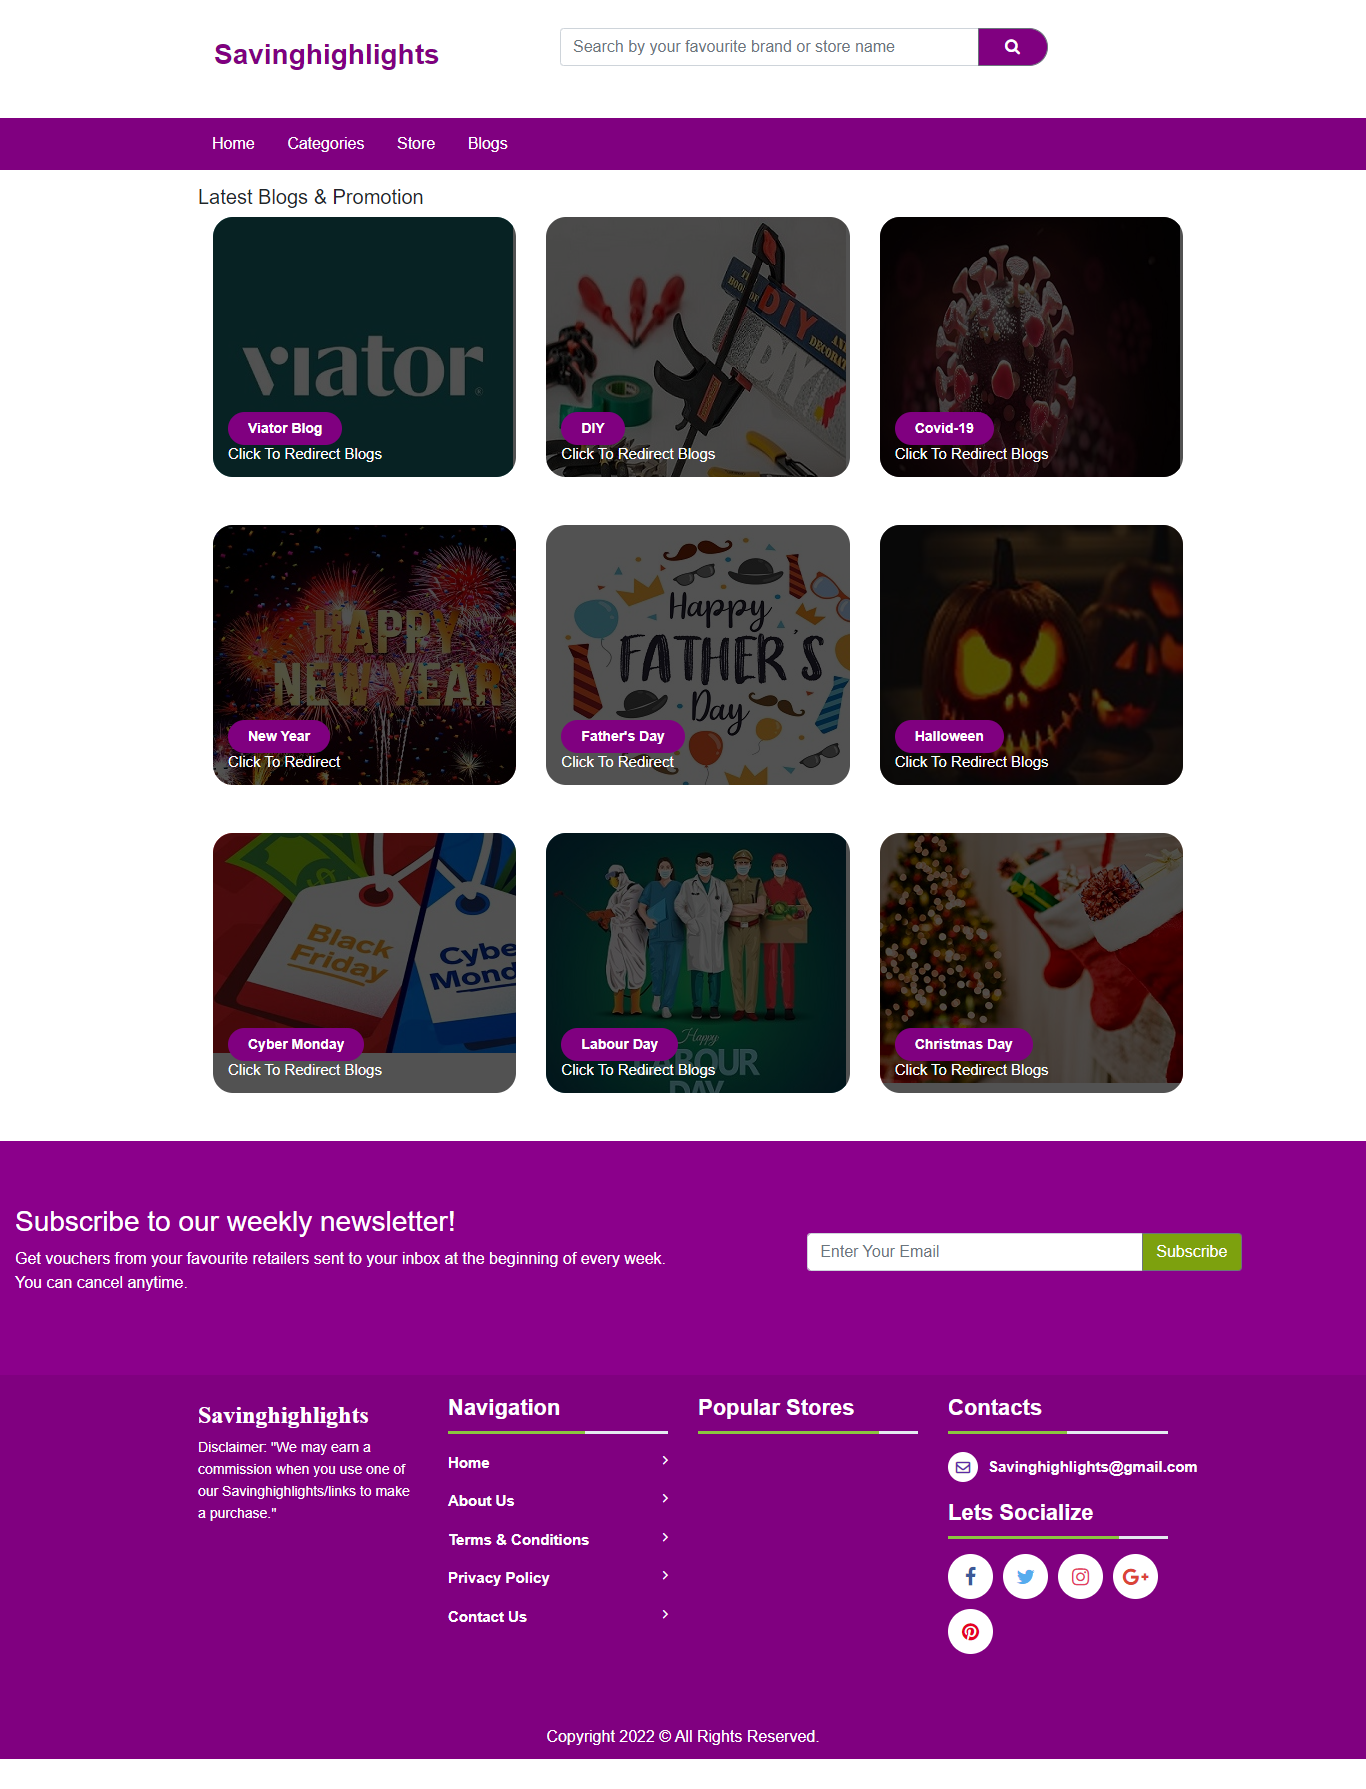 Savinghighlights
Search by your favourite brand or store name
Home
Categories
Store
Blogs
Latest Blogs & Promotion
viator
Viator Blog
Click To Redirect Blogs
DIY
DIY
DIY
Click To Redirect Blogs
Covid-19
Click To Redirect Blogs
HAPPY
NEW YEAR
New Year
Click To Redirect
Happy
FATHER'S
Day
Father's Day
Click To Redirect
Halloween
Click To Redirect Blogs
Black
Friday
Cyber Monday
Click To Redirect Blogs
Happy
Labour Day
Click To Redirect Blogs
DAY
Christmas Day
Click To Redirect Blogs
Subscribe to our weekly newsletter!
Get vouchers from your favourite retailers sent to your inbox at the beginning of every week.
You can cancel anytime.
Enter Your Email
Subscribe
Savinghighlights
Disclaimer: "We may earn a
commission when you use one of
our Savinghighlights/links to make
a purchase."
Navigation
Home
About Us
Terms & Conditions
Privacy Policy
Contact Us
Popular Stores
Contacts
Savinghighlights@gmail.com
Lets Socialize
Copyright 2022 © All Rights Reserved.